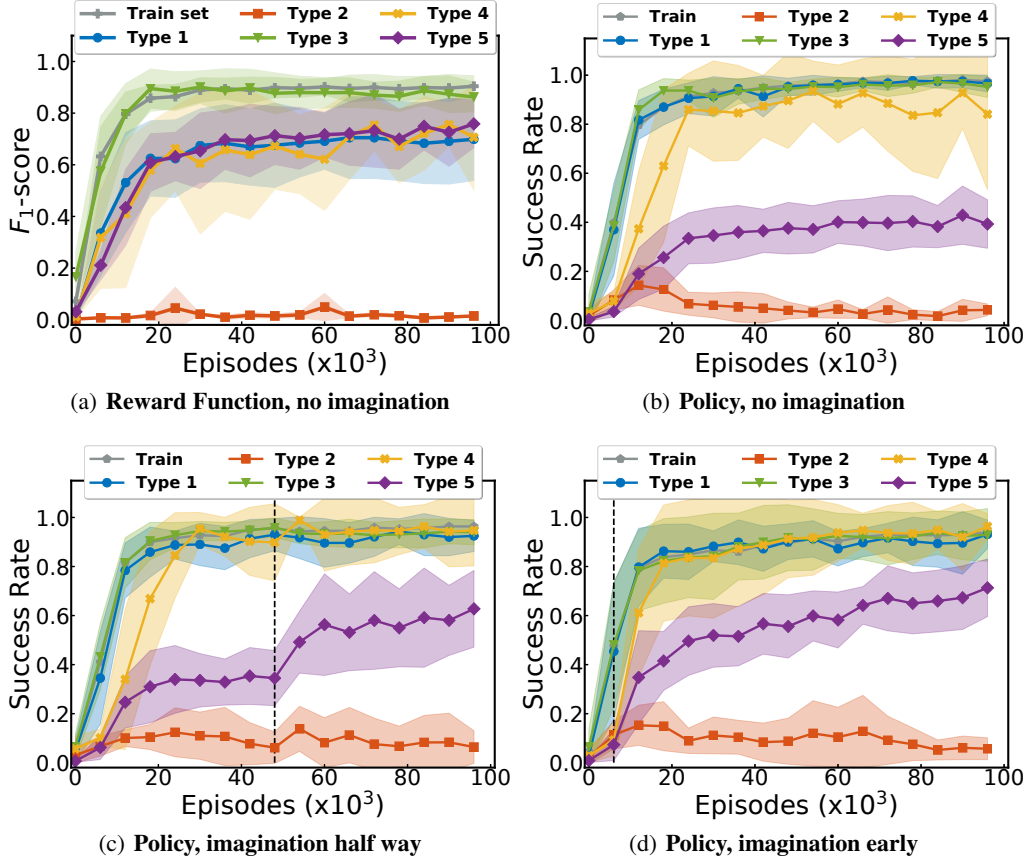 Train set Type 2 Type 4
Type 1 Type 3 Type 5
F1-score
1.0
0.8
0.6
0.4
0.2
0.0
0 20 40 60 80 100
Episodes (x10³)
(a) Reward Function, no imagination
Train Type 2 Type 4
Type 1 Type 3 Type 5
Success Rate
1.0
0.8
0.6
0.4
0.2
0.0
0 20 40 60 80 100
Episodes (x10³)
(b) Policy, no imagination
Train Type 2 Type 4
Type 1 Type 3 Type 5
Success Rate
1.0
0.8
0.6
0.4
0.2
0.0
0 20 40 60 80 100
Episodes (x10³)
(c) Policy, imagination half way
Train Type 2 Type 4
Type 1 Type 3 Type 5
Success Rate
1.0
0.8
0.6
0.4
0.2
0.0
0 20 40 60 80 100
Episodes (x10³)
(d) Policy, imagination early